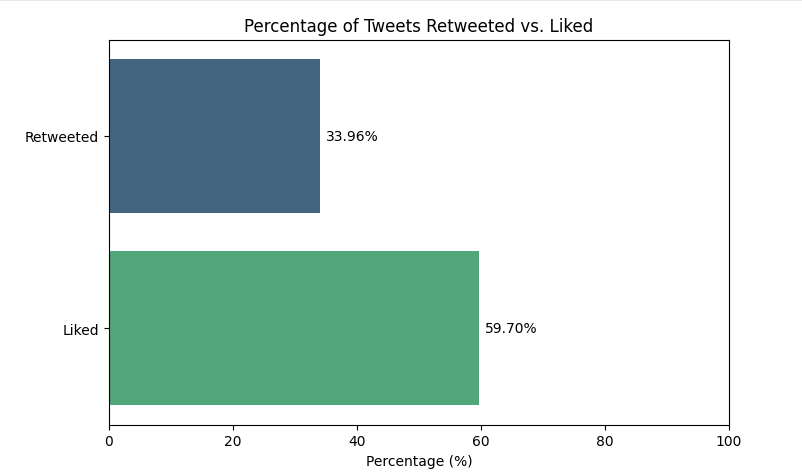 Percentage of Tweets Retweeted vs. Liked
Retweeted
33.96%
Liked
59.70%
0 20 40 60 80 100
Percentage (%)